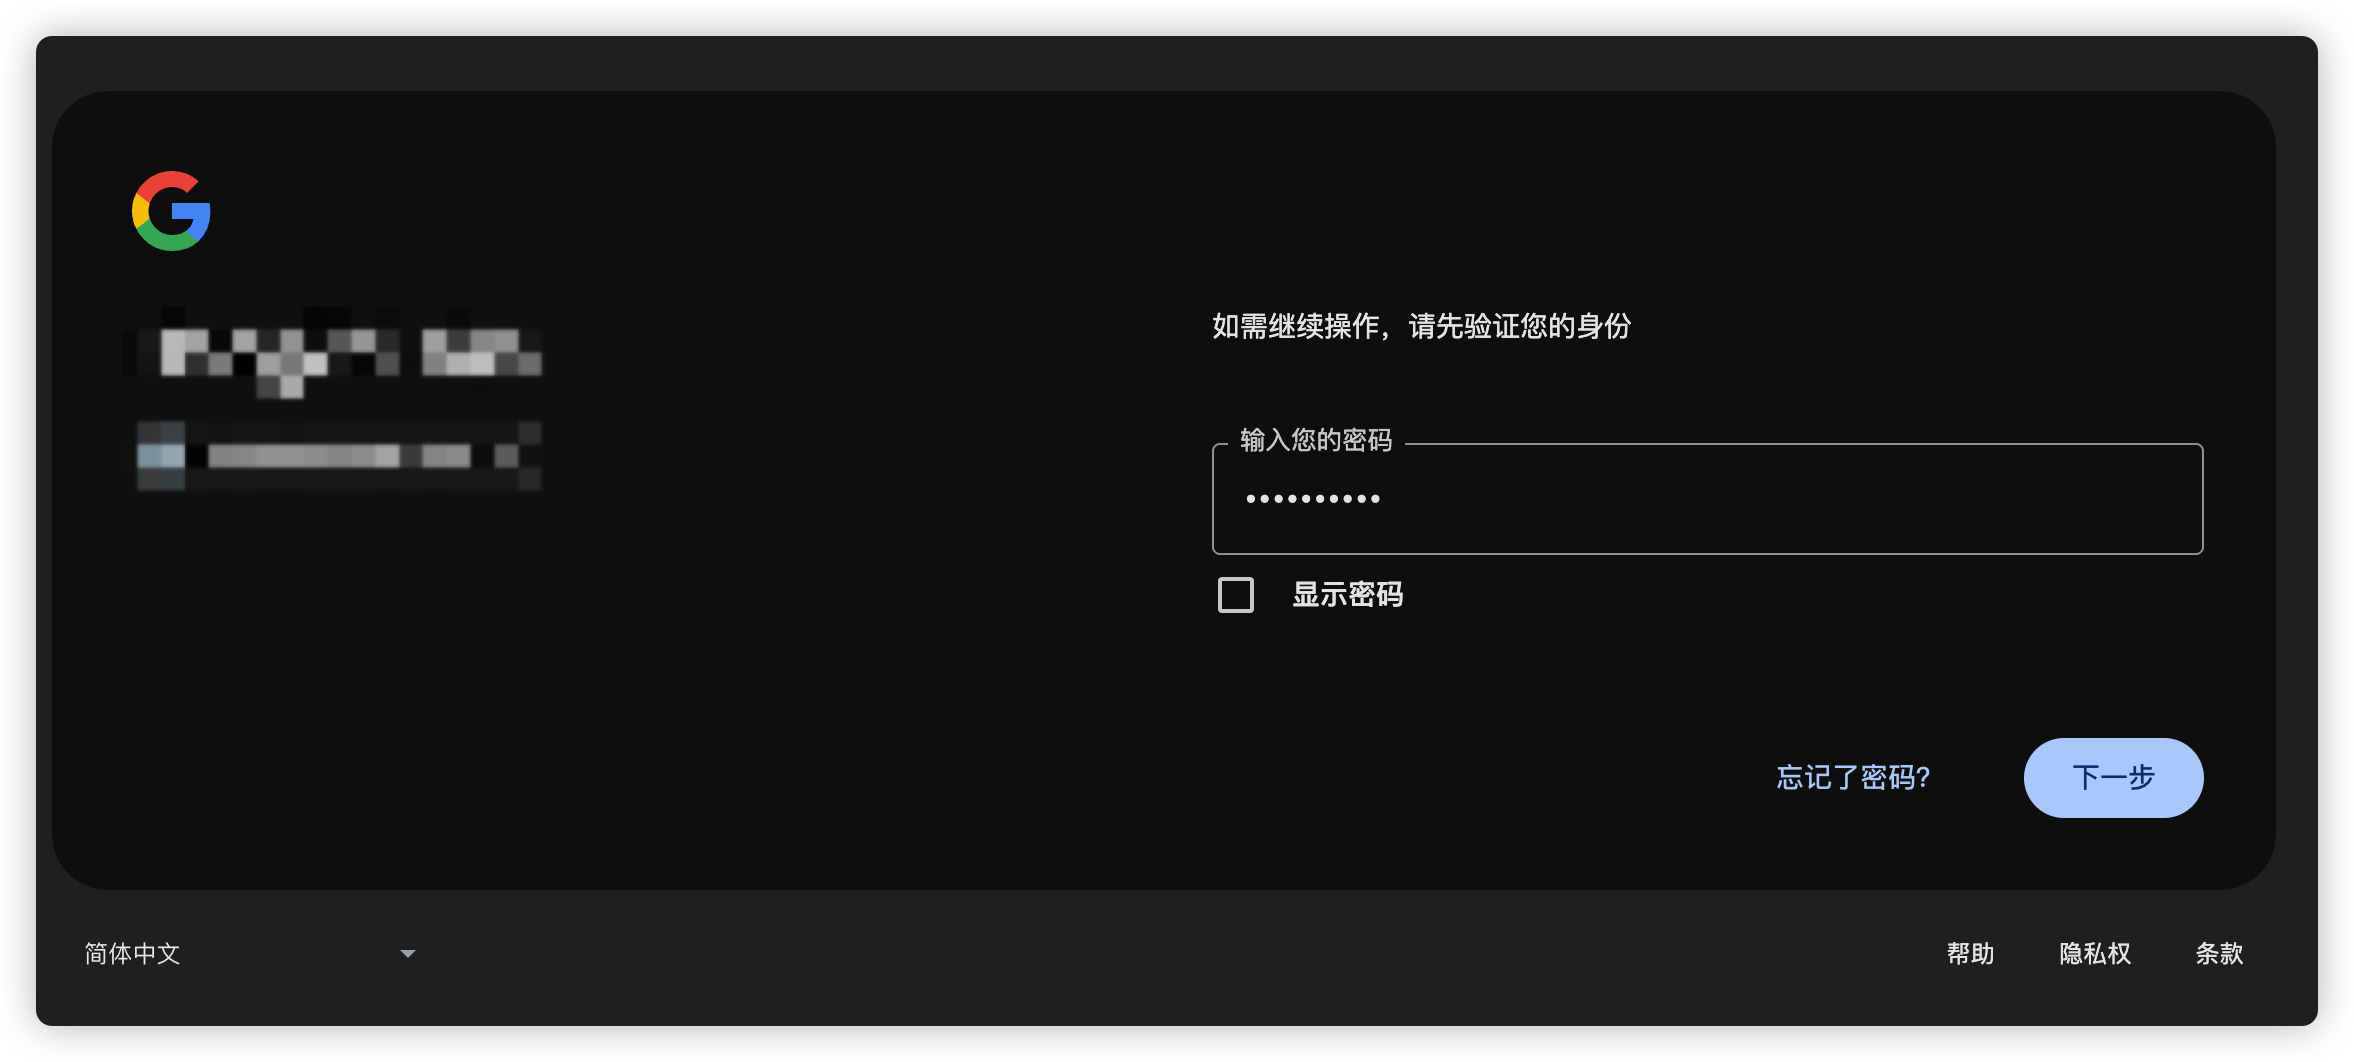 如需继续操作，请先验证您的身份
输入您的密码
••••••••••
显示密码
忘记了密码?
下一步
简体中文
帮助
隐私权
条款